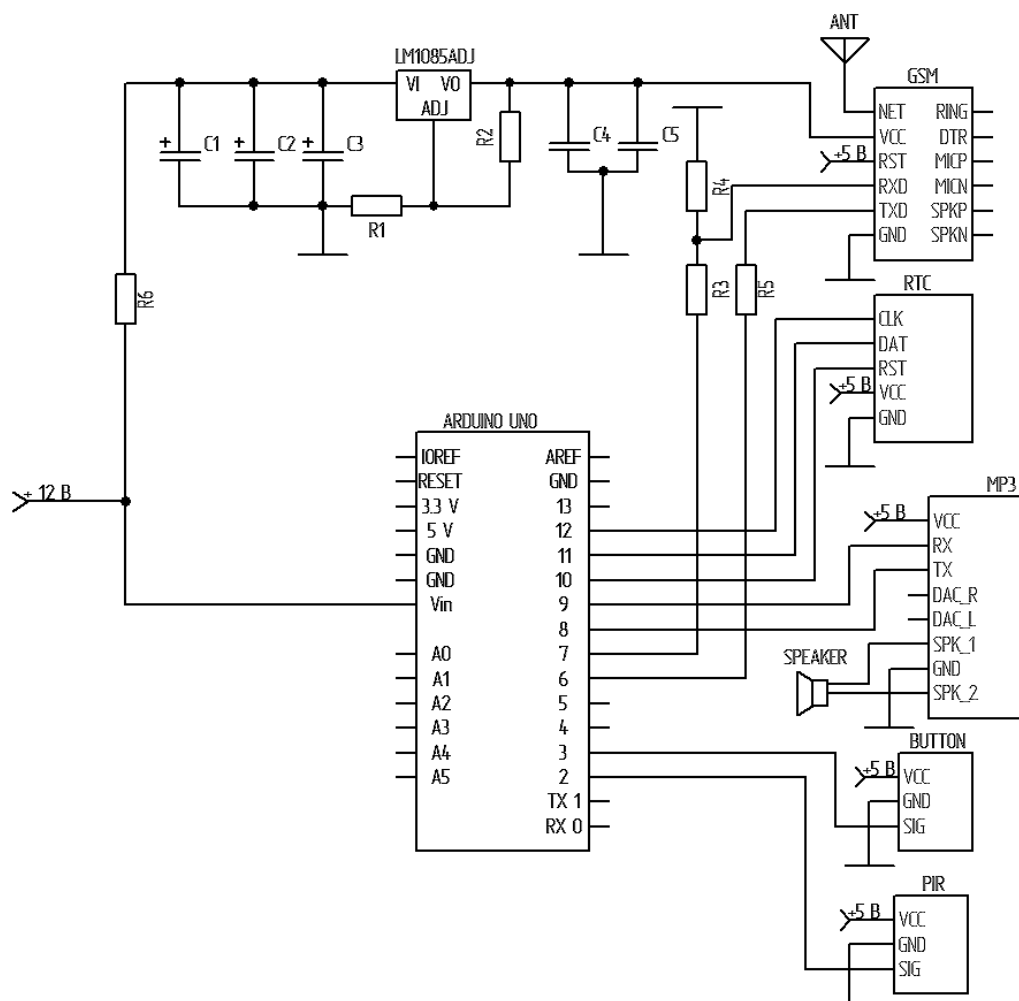 ANT
LM1085ADJ
VI VO
ADJ
C1
C2
C3
R1
R2
C4
C5
R4
R3
R5
R6
GSM
NET
VCC
RST
RXD
TXD
GND
RING
DTR
MICP
MICN
SPKP
SPKN
+5 В
RTC
CLK
DAT
RST
VCC
GND
+5 В
+ 12 В
ARDUINO UNO
IOREF
RESET
3.3 V
5 V
GND
GND
Vin
A0
A1
A2
A3
A4
A5
AREF
GND
13
12
11
10
9
8
7
6
5
4
3
2
TX 1
RX 0
MP3
+5 В
VCC
RX
TX
DAC_R
DAC_L
SPK_1
GND
SPK_2
SPEAKER
BUTTON
+5 В
VCC
GND
SIG
PIR
+5 В
VCC
GND
SIG